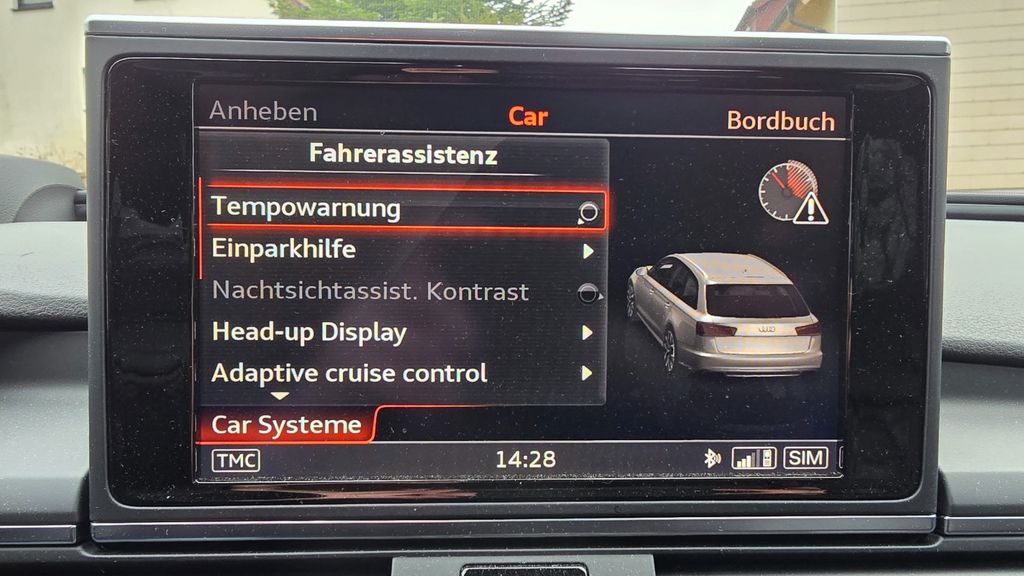 Anheben Car Bordbuch
Fahrerassistenz
Tempowarnung
Einparkhilfe
Nachtsichtassist. Kontrast
Head-up Display
Adaptive cruise control
Car Systeme
TMC 14:28 SIM